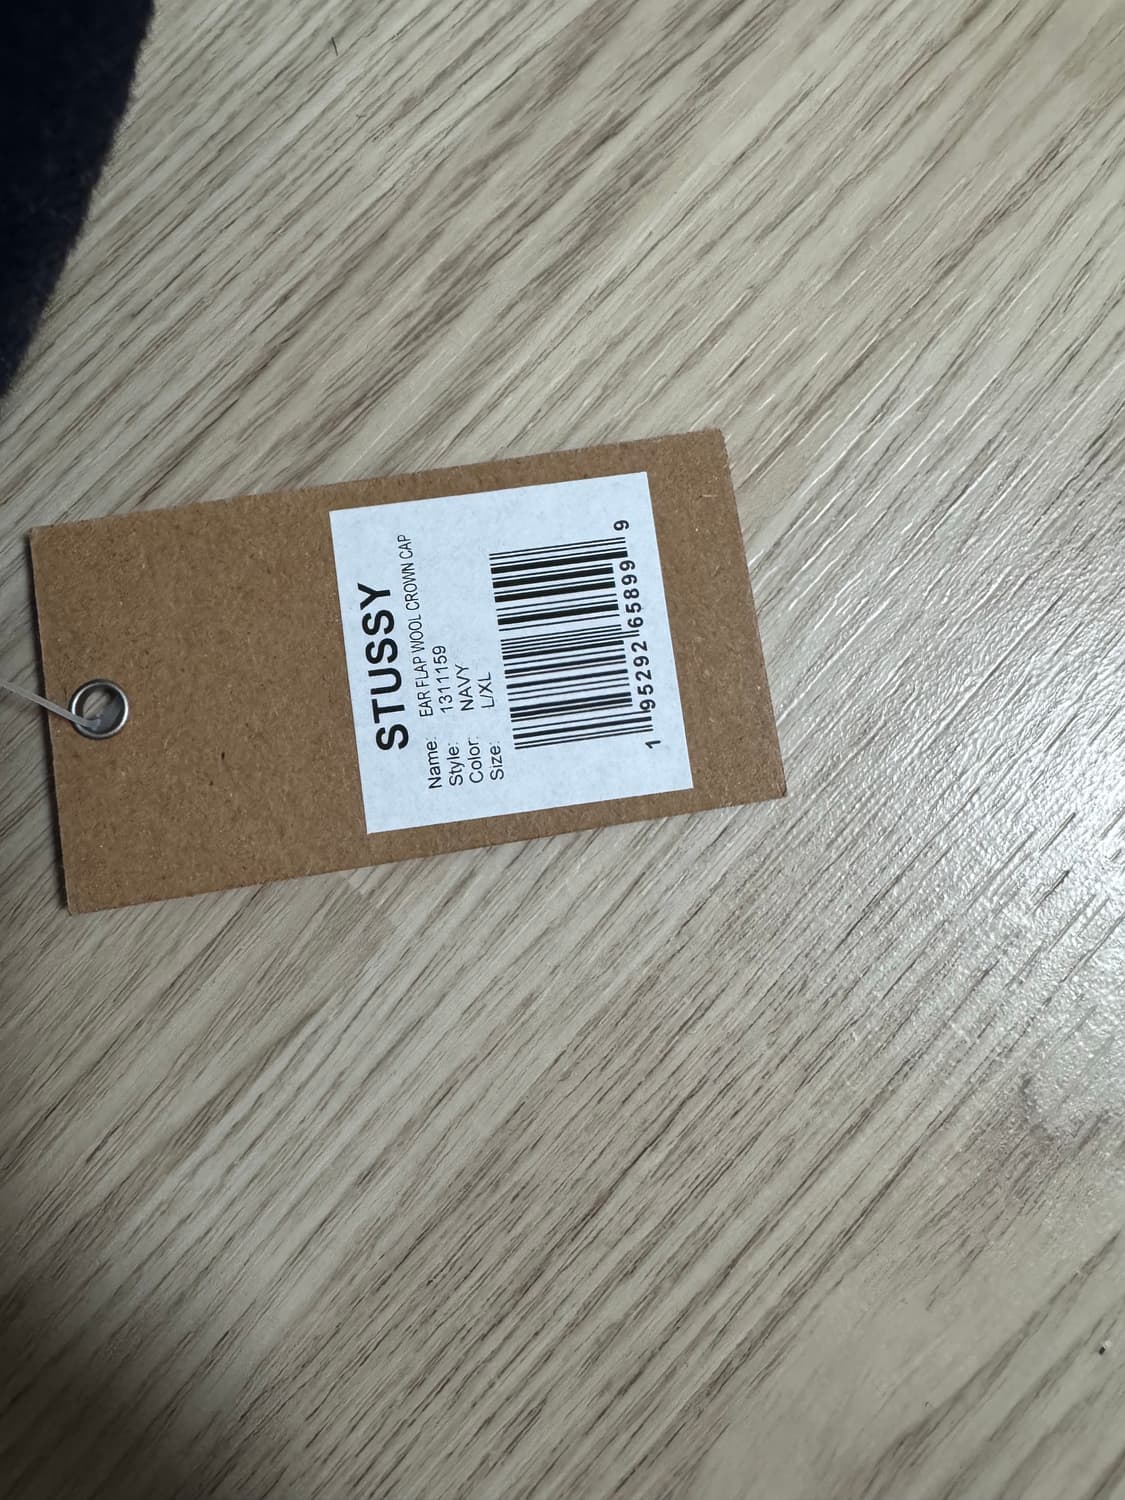 STUSSY
Name: EAR FLAP WOOL CROWN CAP
Style: 1311159
Color: NAVY
Size: L/XL
1 95292 65899 9